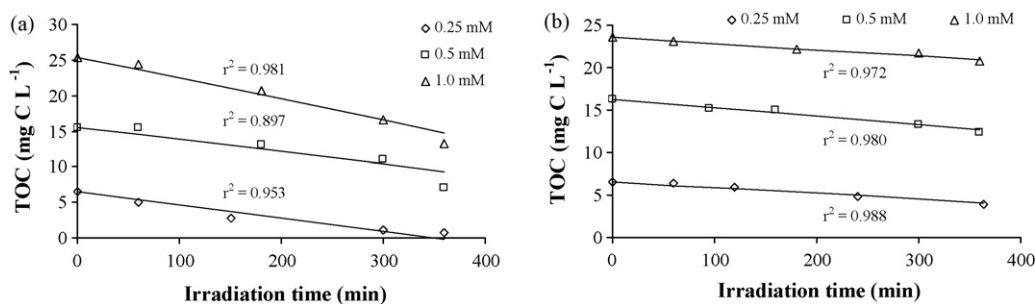 (a)
◇ 0.25 mM
□ 0.5 mM
△ 1.0 mM
TOC (mg C L⁻¹)
30
25
20
15
10
5
0
r² = 0.981
r² = 0.897
r² = 0.953
0 100 200 300 400
Irradiation time (min)
(b)
◇ 0.25 mM □ 0.5 mM △ 1.0 mM
TOC (mg C L⁻¹)
25
20
15
10
5
0
r² = 0.972
r² = 0.980
r² = 0.988
0 100 200 300 400
Irradiation time (min)